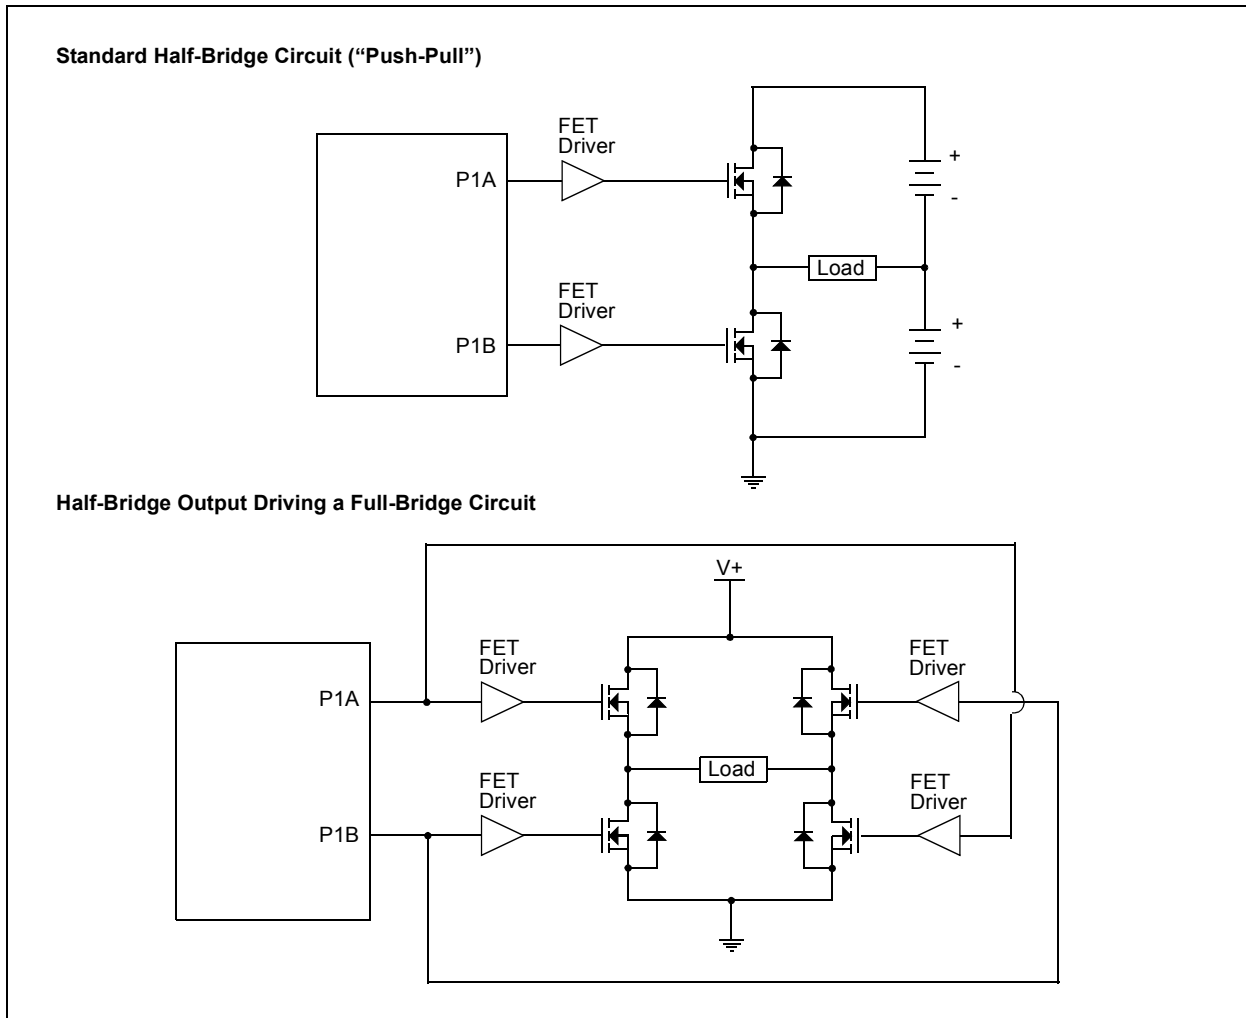 Standard Half-Bridge Circuit (“Push-Pull”)
FET
Driver
P1A
+
-
Load
FET
Driver
P1B
+
-
Half-Bridge Output Driving a Full-Bridge Circuit
V+
FET
Driver
FET
Driver
P1A
Load
FET
Driver
FET
Driver
P1B